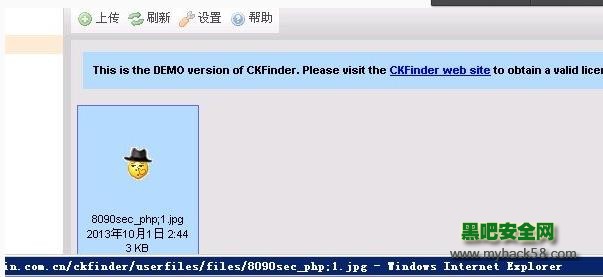 上传 刷新 设置 帮助
This is the DEMO version of CKFinder. Please visit the CKFinder web site to obtain a valid
8090sec_php;1.jpg
2013年10月1日 2:44
3 KB
黑吧安全网
www.myhack58.com
in.com.cn/ckfinder/userfiles/files/8090sec_php;1.jpg - Windows Internet Explorer